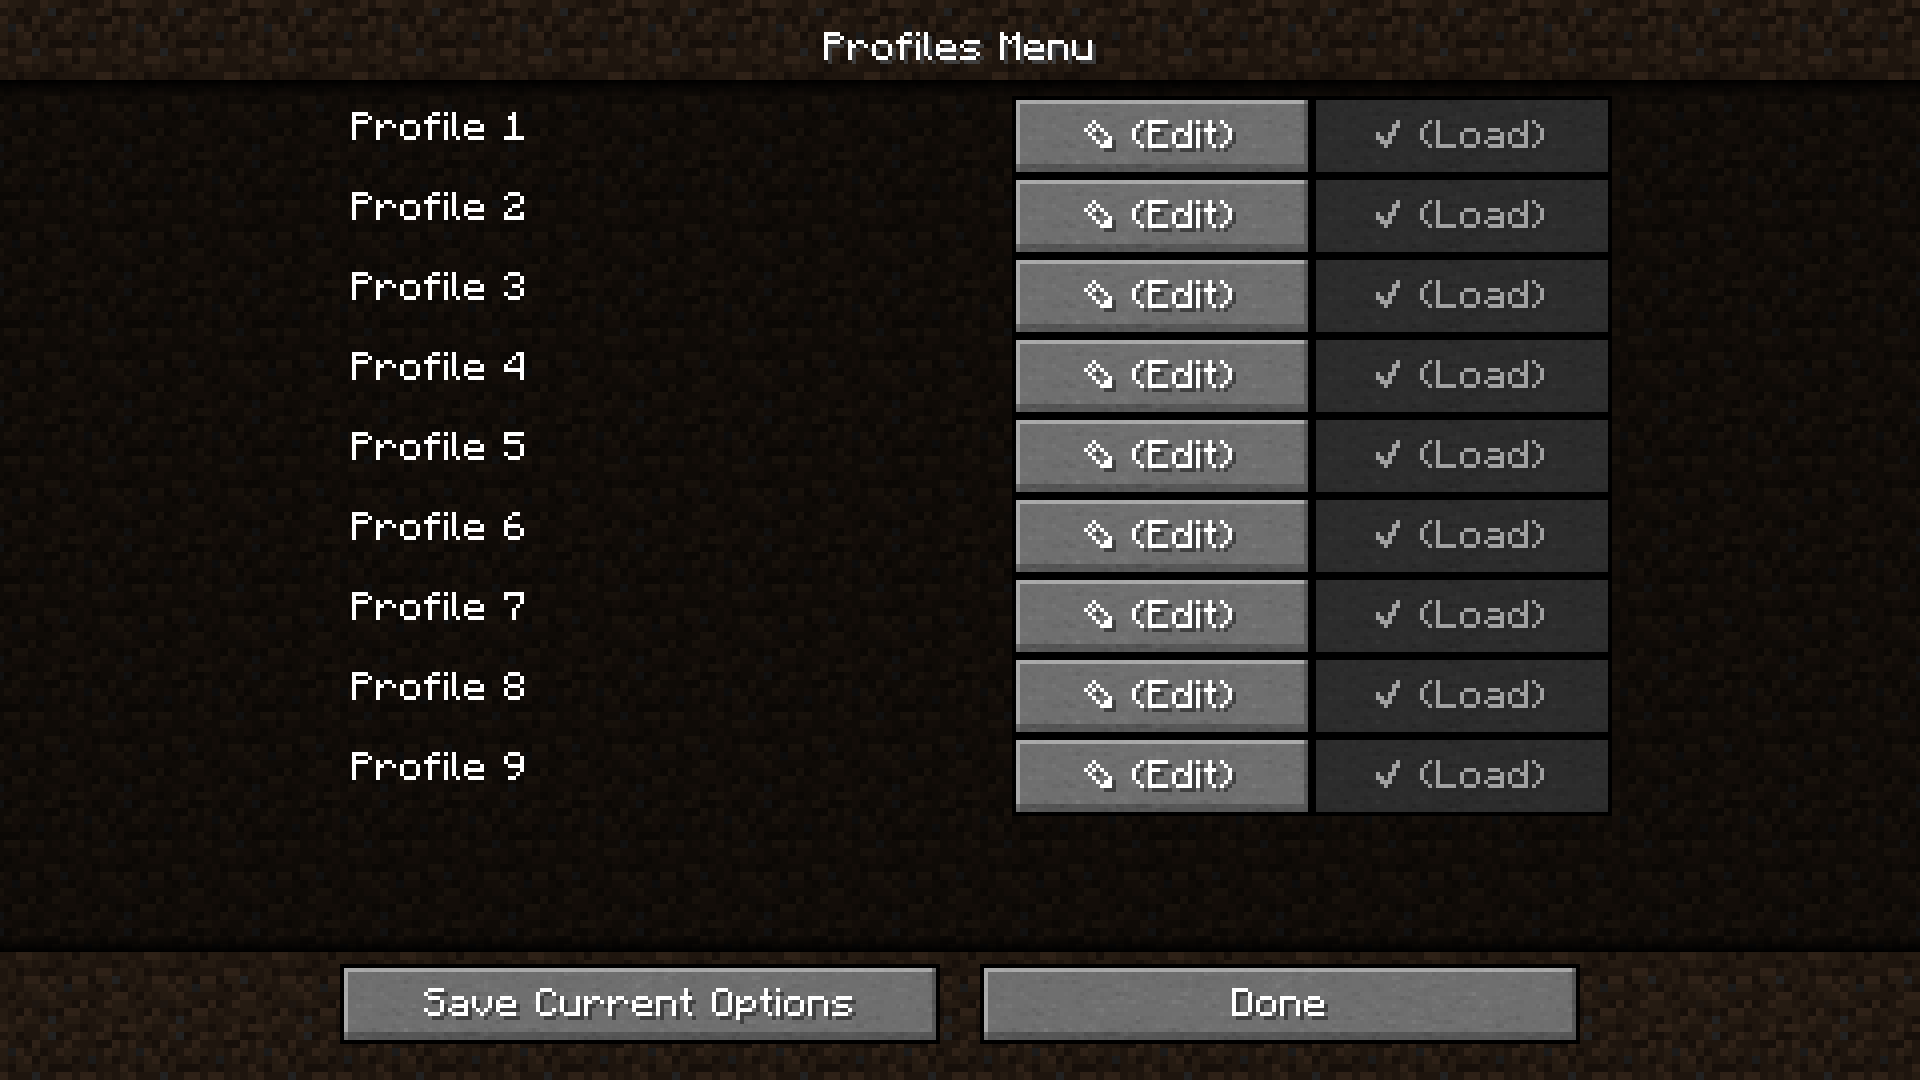 Profiles Menu
Profile 1 ✎ (Edit) ✔ (Load)
Profile 2 ✎ (Edit) ✔ (Load)
Profile 3 ✎ (Edit) ✔ (Load)
Profile 4 ✎ (Edit) ✔ (Load)
Profile 5 ✎ (Edit) ✔ (Load)
Profile 6 ✎ (Edit) ✔ (Load)
Profile 7 ✎ (Edit) ✔ (Load)
Profile 8 ✎ (Edit) ✔ (Load)
Profile 9 ✎ (Edit) ✔ (Load)
Save Current Options Done